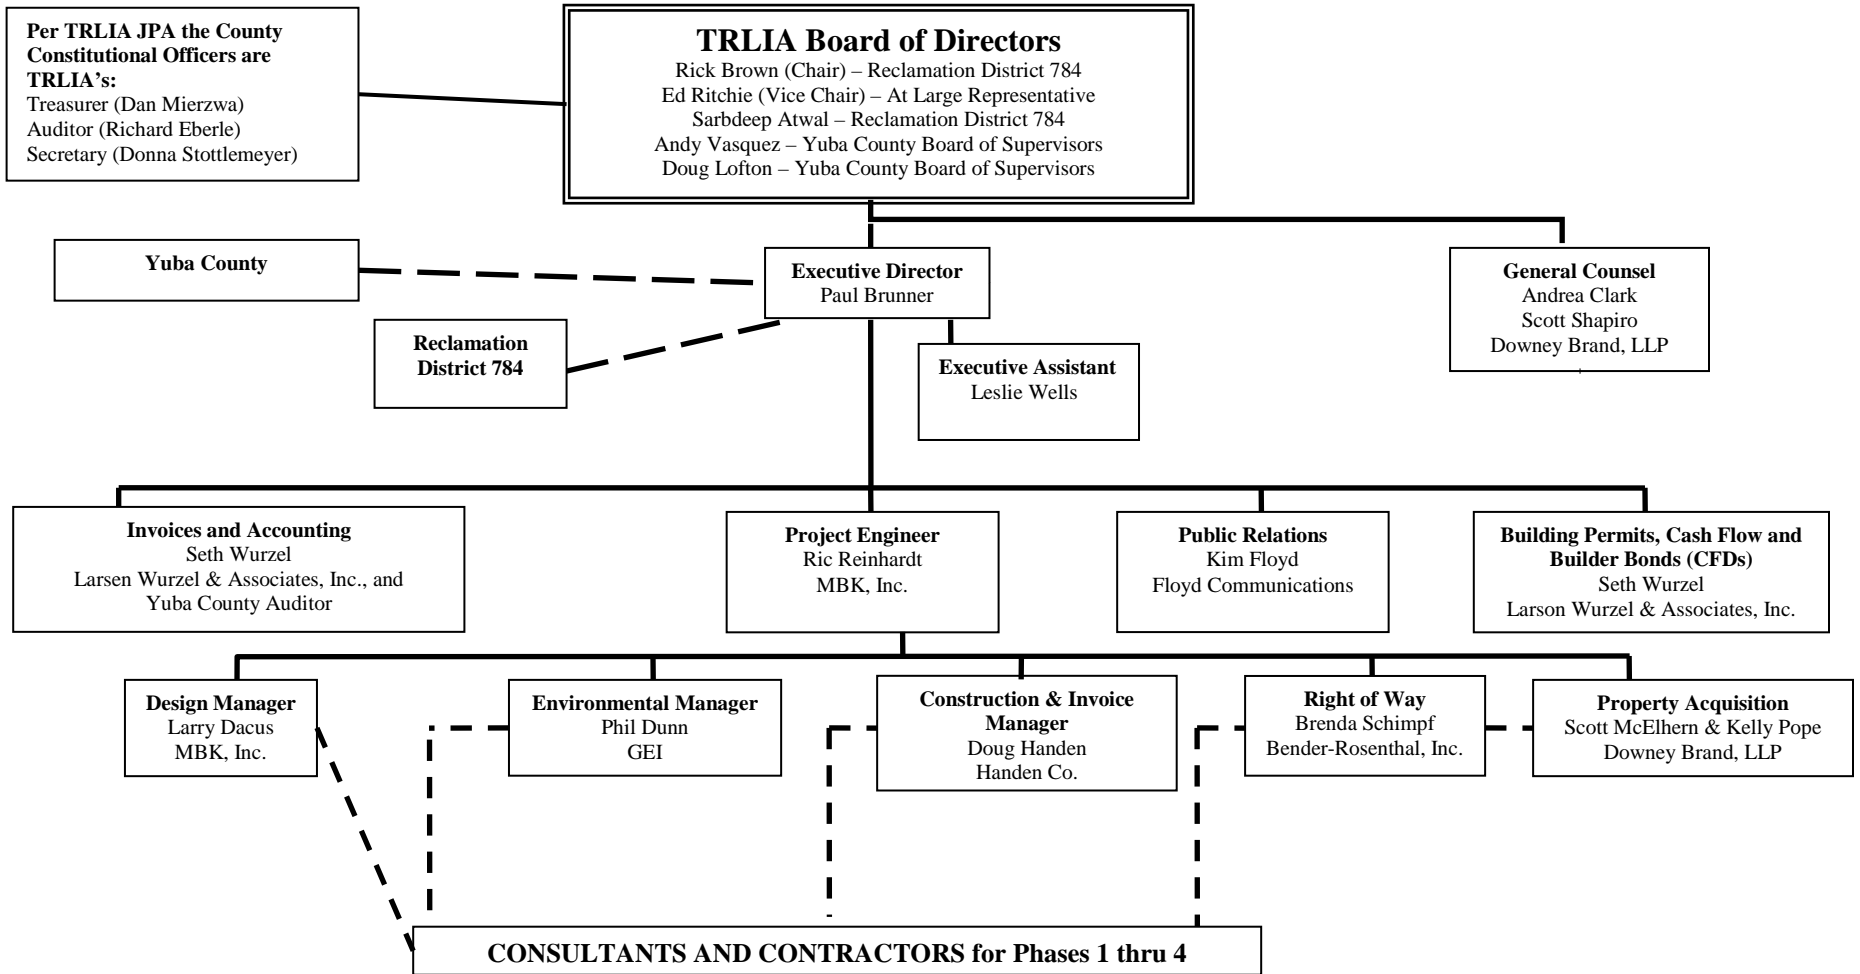 Per TRLIA JPA the County
Constitutional Officers are
TRLIA's:
Treasurer (Dan Mierzwa)
Auditor (Richard Eberle)
Secretary (Donna Stottlemeyer)
TRLIA Board of Directors
Rick Brown (Chair) – Reclamation District 784
Ed Ritchie (Vice Chair) – At Large Representative
Sarbdeep Atwal – Reclamation District 784
Andy Vasquez – Yuba County Board of Supervisors
Doug Lofton – Yuba County Board of Supervisors
Yuba County
Executive Director
Paul Brunner
General Counsel
Andrea Clark
Scott Shapiro
Downey Brand, LLP
Reclamation
District 784
Executive Assistant
Leslie Wells
Invoices and Accounting
Seth Wurzel
Larsen Wurzel & Associates, Inc., and
Yuba County Auditor
Project Engineer
Ric Reinhardt
MBK, Inc.
Public Relations
Kim Floyd
Floyd Communications
Building Permits, Cash Flow and
Builder Bonds (CFDs)
Seth Wurzel
Larson Wurzel & Associates, Inc.
Design Manager
Larry Dacus
MBK, Inc.
Environmental Manager
Phil Dunn
GEI
Construction & Invoice
Manager
Doug Handen
Handen Co.
Right of Way
Brenda Schimpf
Bender-Rosenthal, Inc.
Property Acquisition
Scott McElhern & Kelly Pope
Downey Brand, LLP
CONSULTANTS AND CONTRACTORS for Phases 1 thru 4